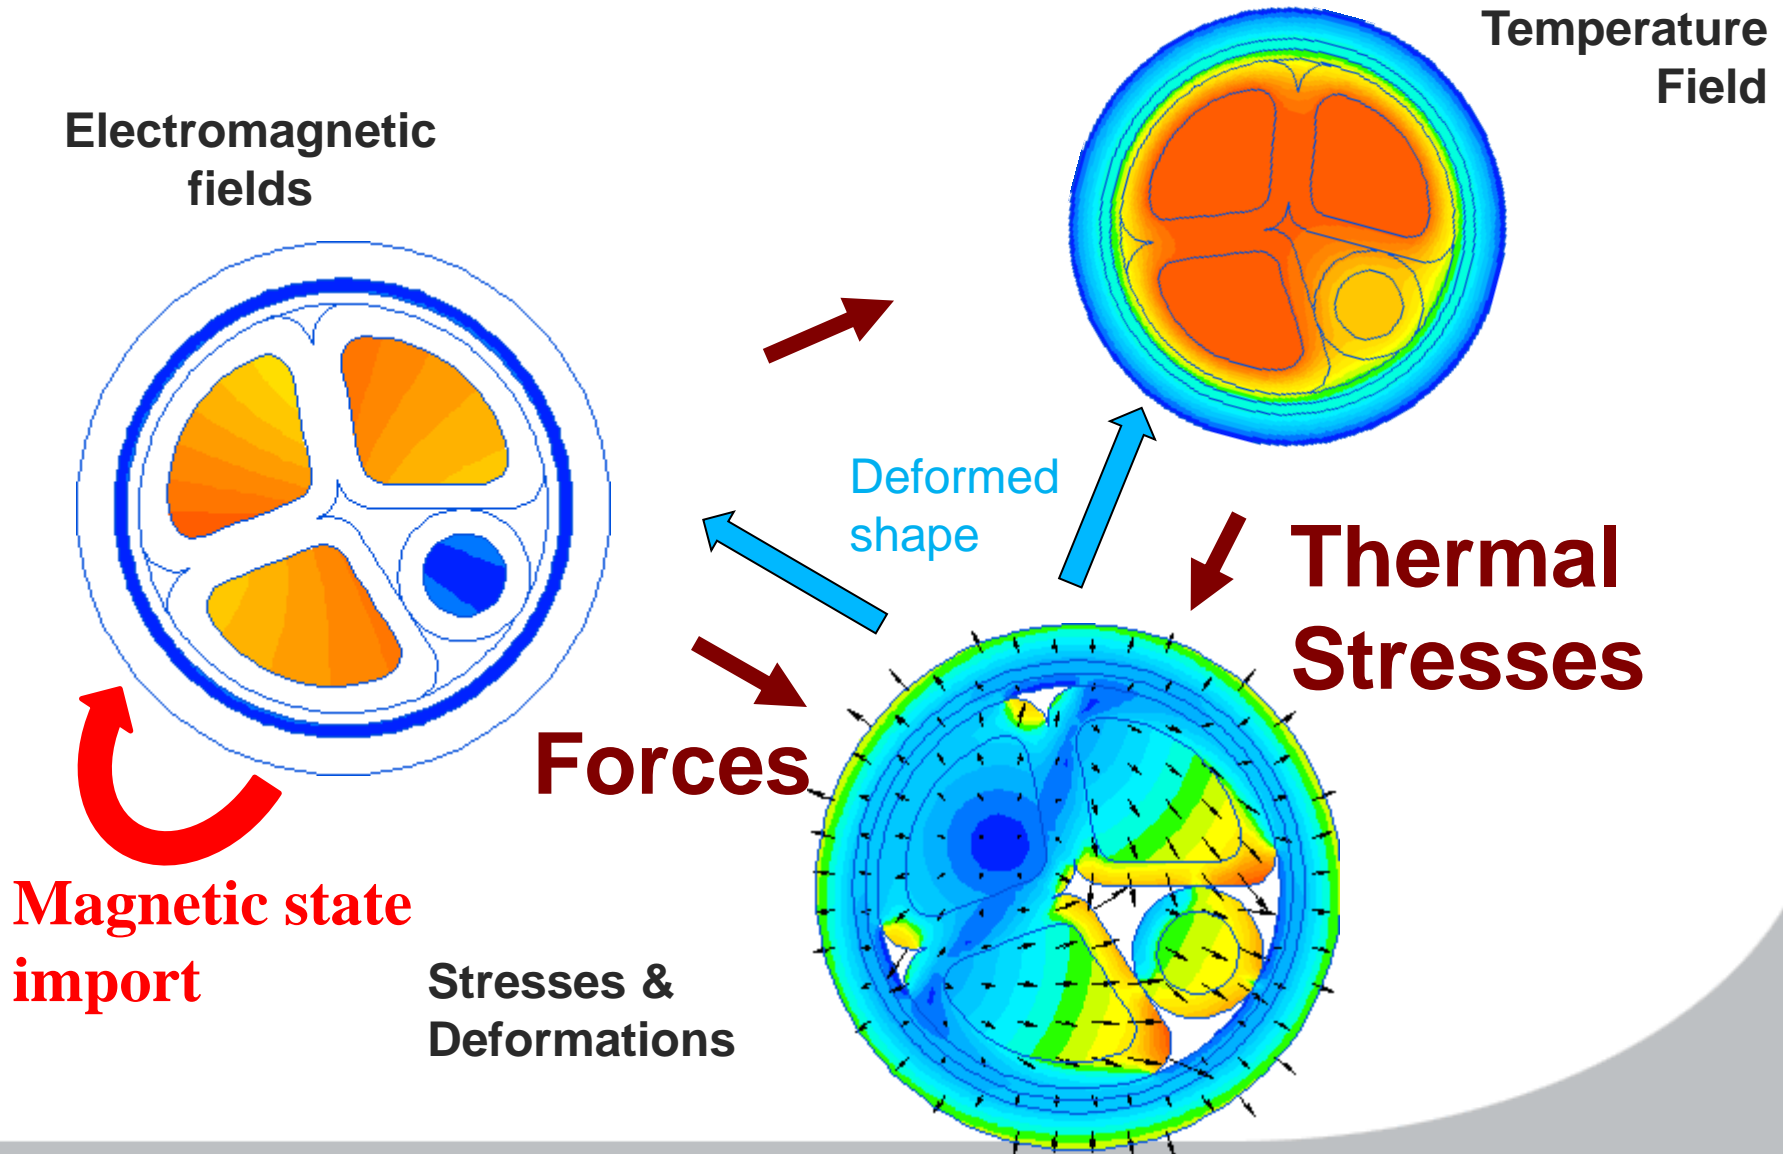 Temperature
Field
Electromagnetic
fields
Deformed
shape
Thermal
Stresses
Forces
Magnetic state
import
Stresses &
Deformations